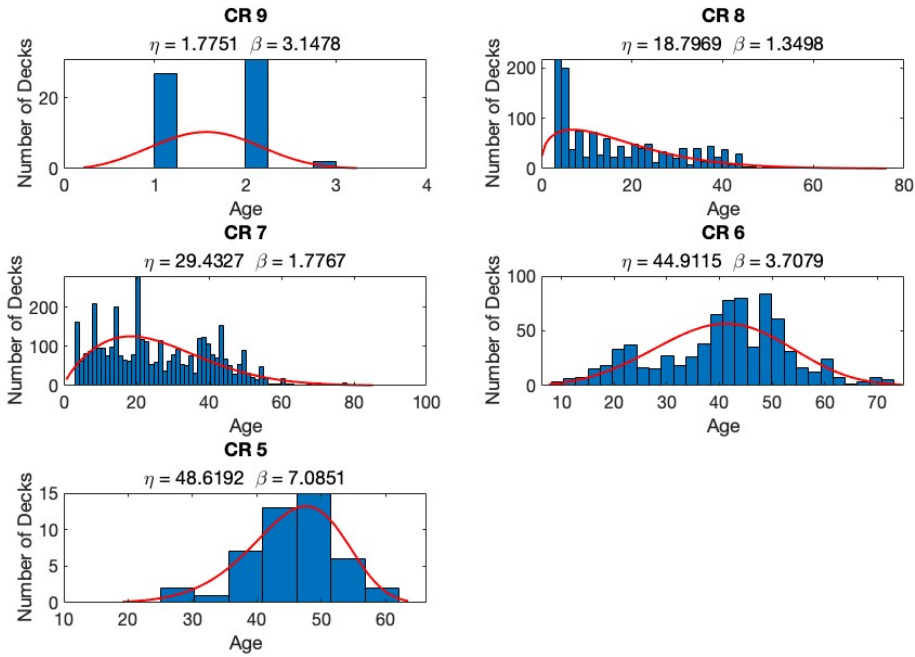 CR 9
η = 1.7751 β = 3.1478
Number of Decks
20
0
0 1 2 3 4
Age
CR 8
η = 18.7969 β = 1.3498
Number of Decks
200
100
0
0 20 40 60 80
Age
CR 7
η = 29.4327 β = 1.7767
Number of Decks
200
100
0
0 20 40 60 80 100
Age
CR 6
η = 44.9115 β = 3.7079
Number of Decks
100
50
0
10 20 30 40 50 60 70
Age
CR 5
η = 48.6192 β = 7.0851
Number of Decks
15
10
5
0
10 20 30 40 50 60
Age